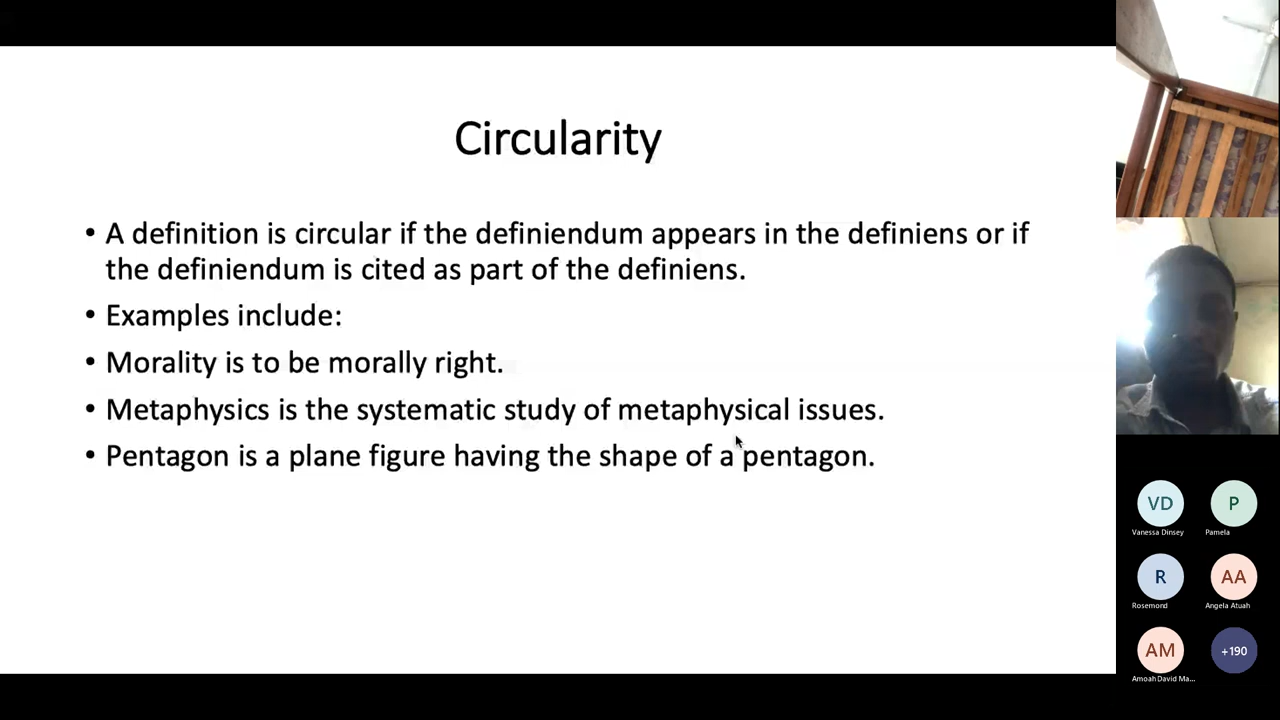 Circularity
• A definition is circular if the definiendum appears in the definiens or if
the definiendum is cited as part of the definiens.
• Examples include:
• Morality is to be morally right.
• Metaphysics is the systematic study of metaphysical issues.
• Pentagon is a plane figure having the shape of a pentagon.
VD
P
Vanessa Dinsey
Pamela
R
AA
Rosemond
Angela Atuah
AM
+190
AmoahDavid Ma...